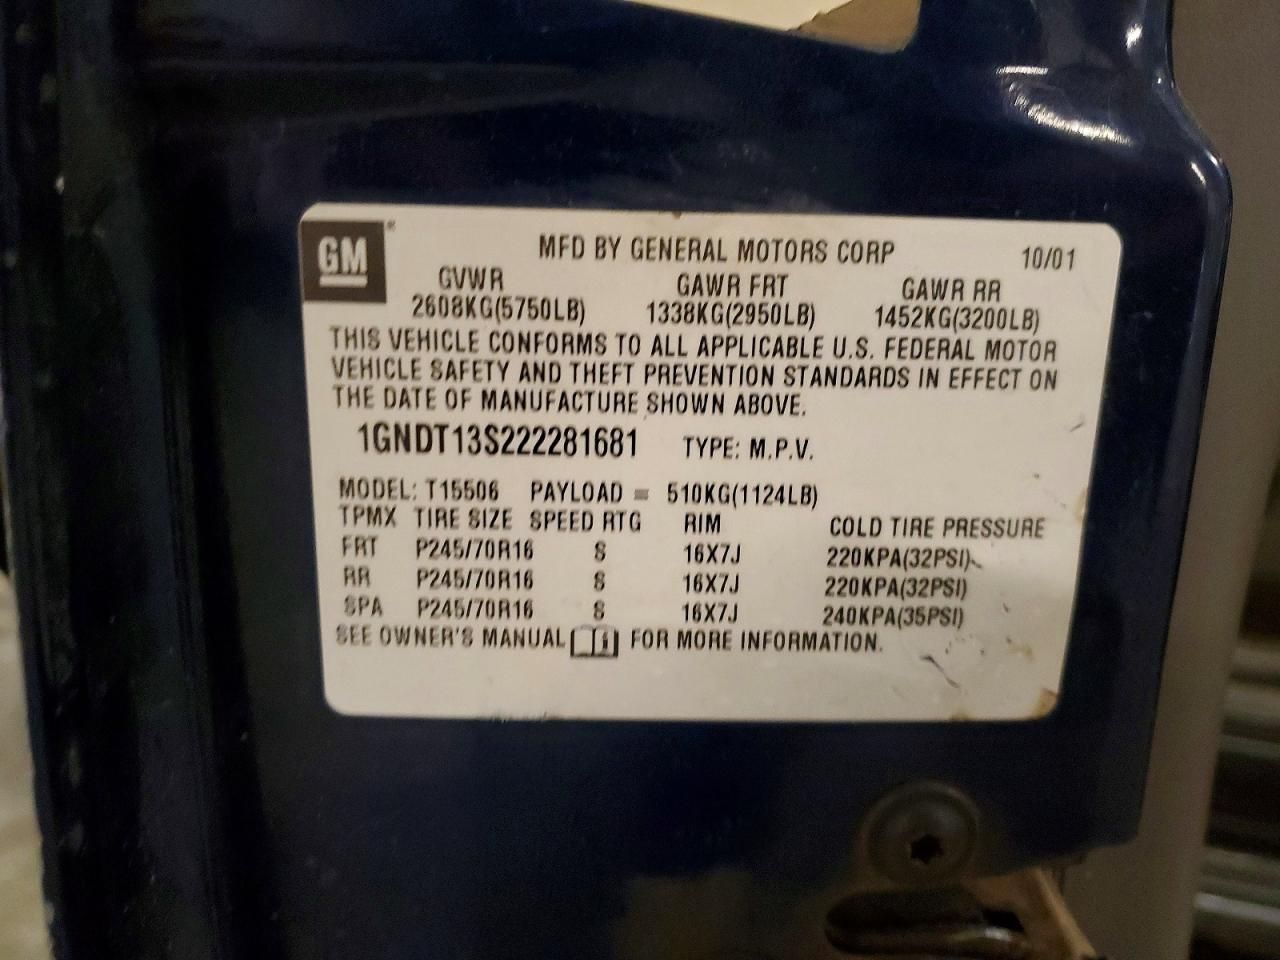 GM
MFD BY GENERAL MOTORS CORP 10/01
GVWR GAWR FRT GAWR RR
2608KG(5750LB) 1338KG(2950LB) 1452KG(3200LB)
THIS VEHICLE CONFORMS TO ALL APPLICABLE U.S. FEDERAL MOTOR
VEHICLE SAFETY AND THEFT PREVENTION STANDARDS IN EFFECT ON
THE DATE OF MANUFACTURE SHOWN ABOVE.
1GNDT13S222281681 TYPE: M.P.V.
MODEL: T15506 PAYLOAD = 510KG(1124LB)
TPMX TIRE SIZE SPEED RTG RIM COLD TIRE PRESSURE
FRT P245/70R16 S 16X7J 220KPA(32PSI)
RR P245/70R16 S 16X7J 220KPA(32PSI)
SPA P245/70R16 S 16X7J 240KPA(35PSI)
SEE OWNER'S MANUAL FOR MORE INFORMATION.